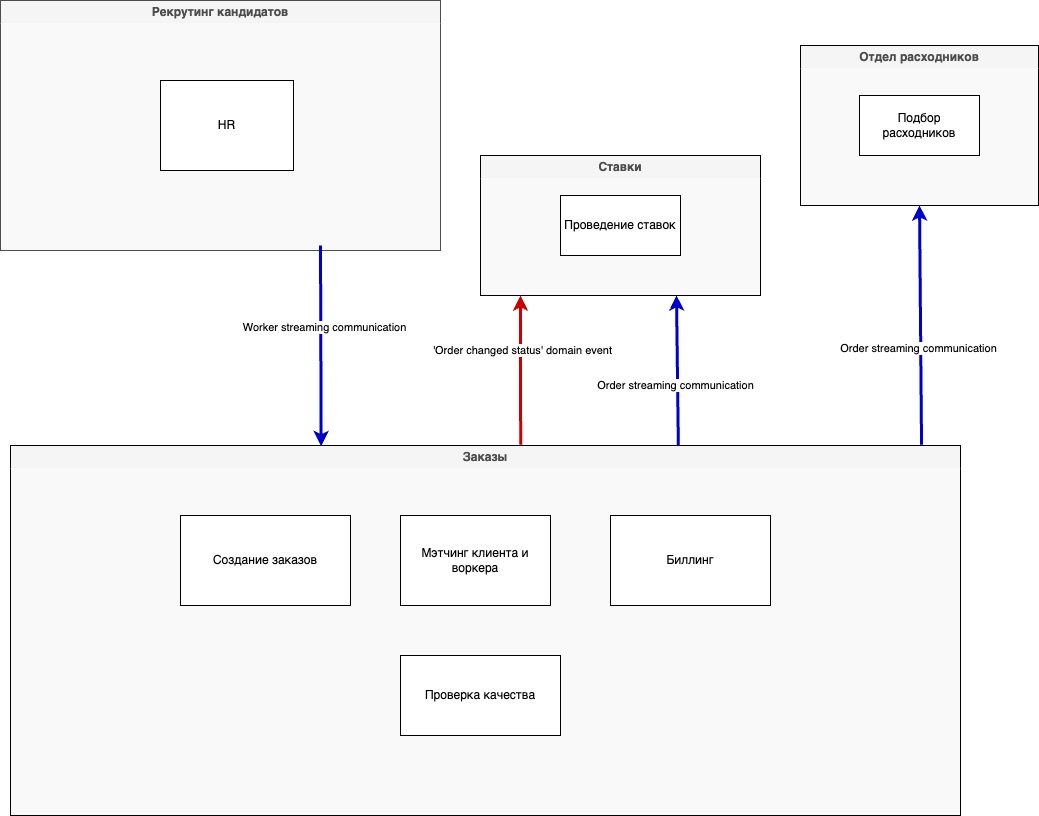 Рекрутинг кандидатов
HR
Отдел расходников
Подбор
расходников
Ставки
Проведение ставок
Worker streaming communication
'Order changed status' domain event
Order streaming communication
Order streaming communication
Заказы
Создание заказов
Мэтчинг клиента и
воркера
Биллинг
Проверка качества